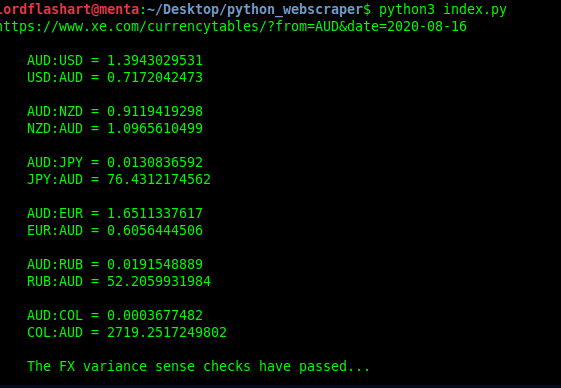 lordflashart@menta:~/Desktop/python_webscraper$ python3 index.py
https://www.xe.com/currencytables/?from=AUD&date=2020-08-16
AUD:USD = 1.3943029531
USD:AUD = 0.7172042473
AUD:NZD = 0.9119419298
NZD:AUD = 1.0965610499
AUD:JPY = 0.0130836592
JPY:AUD = 76.4312174562
AUD:EUR = 1.6511337617
EUR:AUD = 0.6056444506
AUD:RUB = 0.0191548889
RUB:AUD = 52.2059931984
AUD:COL = 0.0003677482
COL:AUD = 2719.2517249802
The FX variance sense checks have passed...